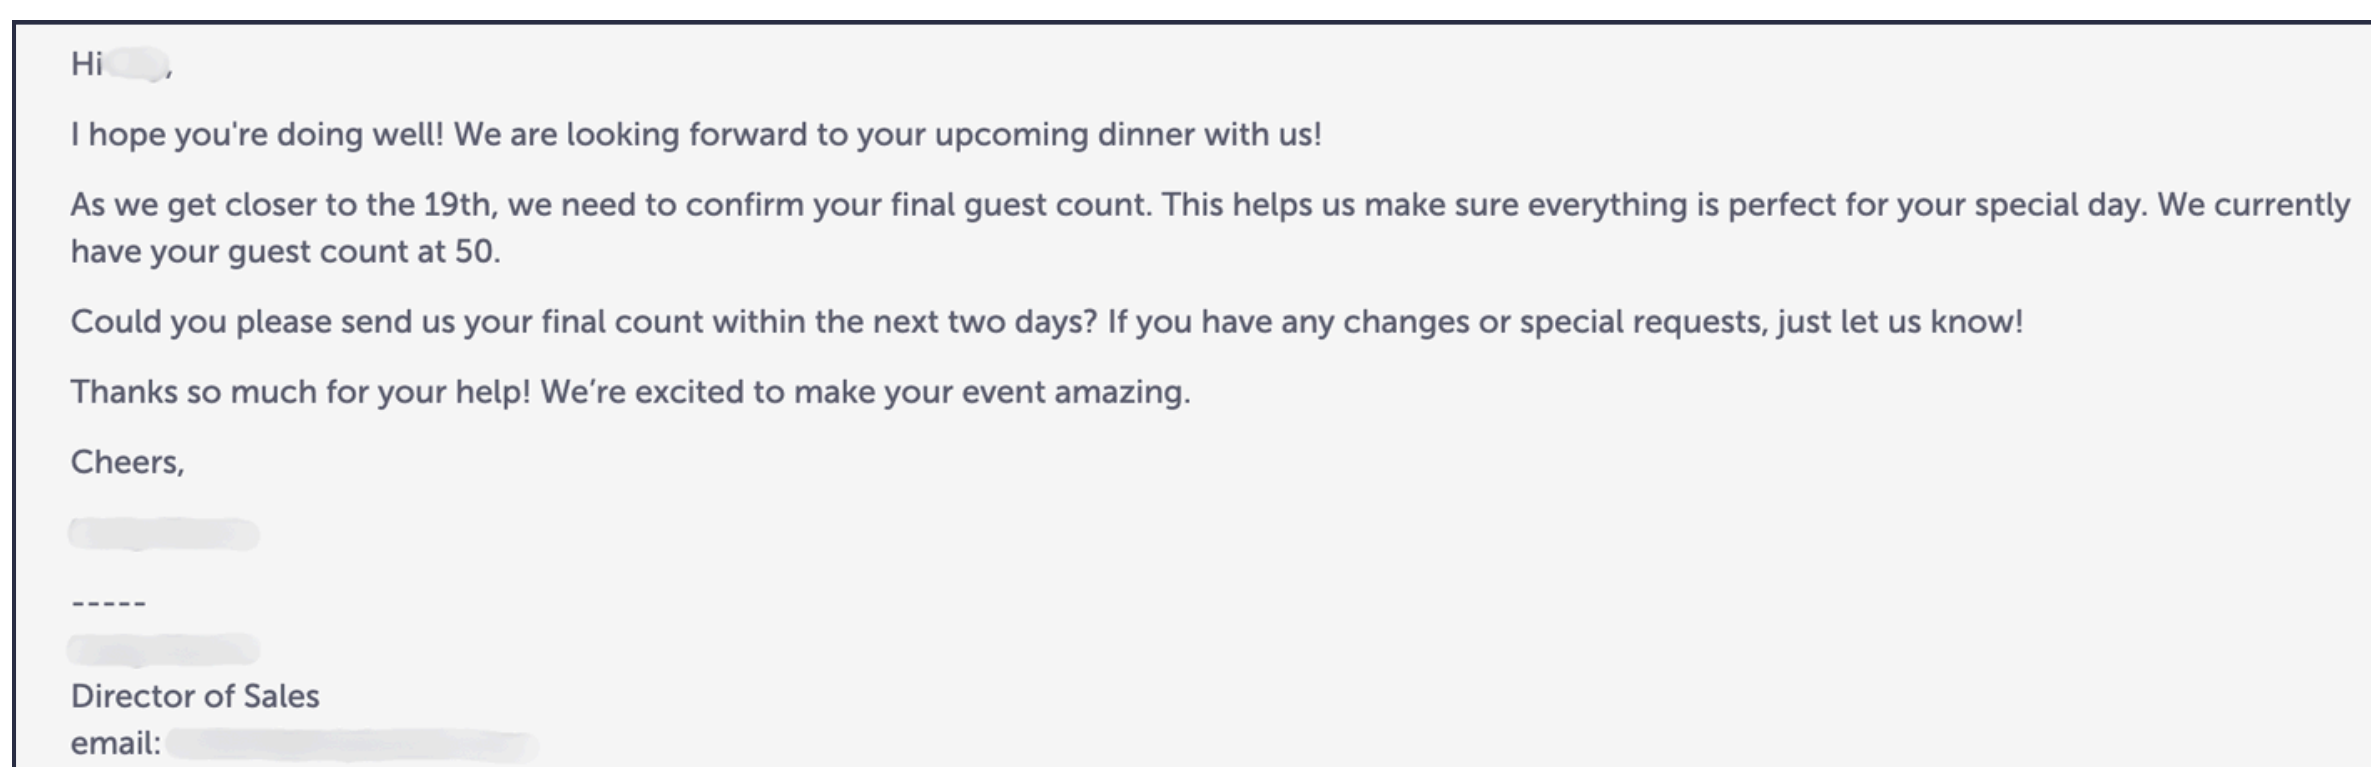 Hi ,
I hope you're doing well! We are looking forward to your upcoming dinner with us!
As we get closer to the 19th, we need to confirm your final guest count. This helps us make sure everything is perfect for your special day. We currently
have your guest count at 50.
Could you please send us your final count within the next two days? If you have any changes or special requests, just let us know!
Thanks so much for your help! We’re excited to make your event amazing.
Cheers,
-----
Director of Sales
email: